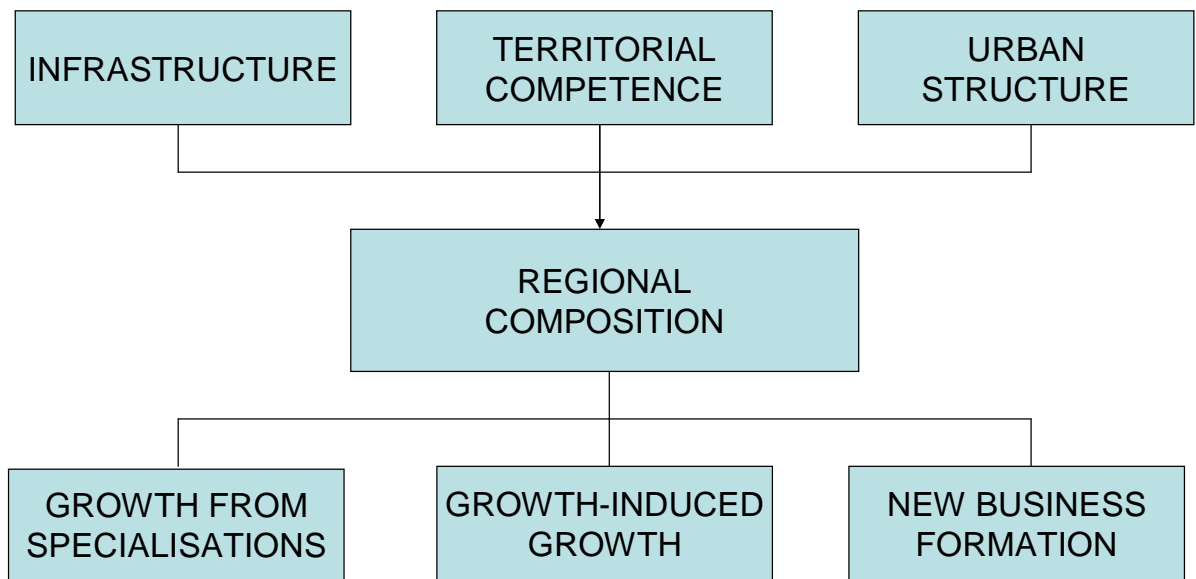 INFRASTRUCTURE
TERRITORIAL
COMPETENCE
URBAN
STRUCTURE
REGIONAL
COMPOSITION
GROWTH FROM
SPECIALISATIONS
GROWTH-INDUCED
GROWTH
NEW BUSINESS
FORMATION